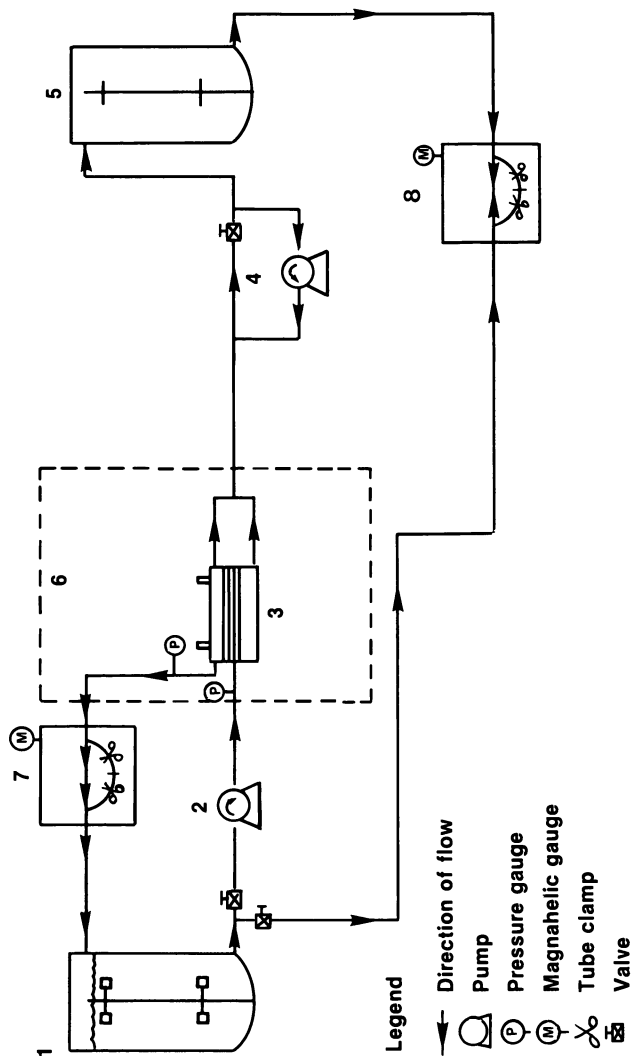 1
2
3
4
5
6
7
8
P
P
M
M
Legend
Direction of flow
Pump
P Pressure gauge
M Magnahelic gauge
Tube clamp
Valve